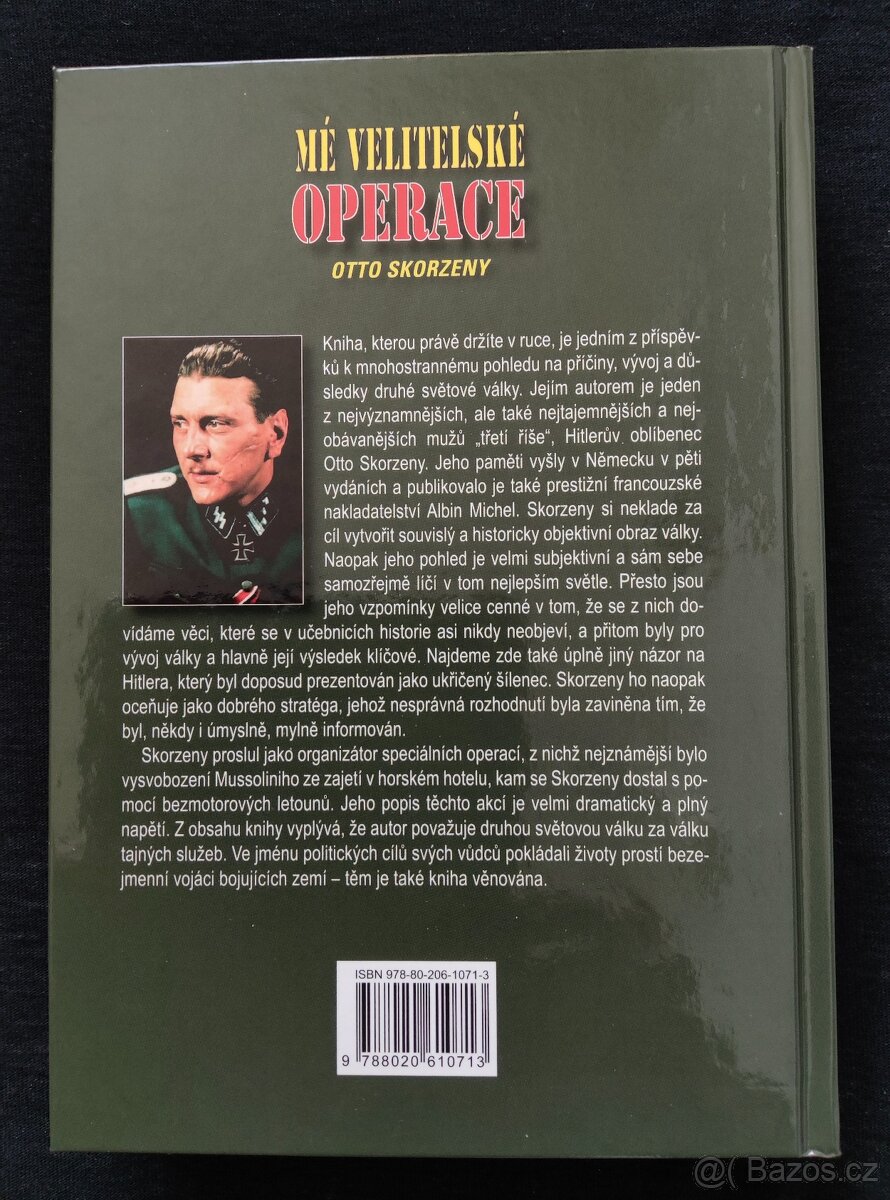 MÉ VELITELSKÉ
OPERACE
OTTO SKORZENY
Kniha, kterou právě držíte v ruce, je jedním z příspěv-
ků k mnohostrannému pohledu na příčiny, vývoj a dů-
sledky druhé světové války. Jejím autorem je jeden
z nejvýznamnějších, ale také nejtajemnějších a nej-
obávanějších mužů „třetí říše“, Hitlerův oblíbenec
Otto Skorzeny. Jeho paměti vyšly v Německu v pěti
vydáních a publikovalo je také prestižní francouzské
nakladatelství Albin Michel. Skorzeny si neklade za
cíl vytvořit souvislý a historicky objektivní obraz války.
Naopak jeho pohled je velmi subjektivní a sám sebe
samozřejmě líčí v tom nejlepším světle. Přesto jsou
jeho vzpomínky velice cenné v tom, že se z nich do-
vídáme věci, které se v učebnicích historie asi nikdy neobjeví, a přitom byly pro
vývoj války a hlavně její výsledek klíčové. Najdeme zde také úplně jiný názor na
Hitlera, který byl doposud prezentován jako ukřičený šílenec. Skorzeny ho naopak
oceňuje jako dobrého stratéga, jehož nesprávná rozhodnutí byla zaviněna tím, že
byl, někdy i úmyslně, mylně informován.
Skorzeny proslul jako organizátor speciálních operací, z nichž nejznámější bylo
vysvobození Mussoliniho ze zajetí v horském hotelu, kam se Skorzeny dostal s po-
mocí bezmotorových letounů. Jeho popis těchto akcí je velmi dramatický a plný
napětí. Z obsahu knihy vyplývá, že autor považuje druhou světovou válku za válku
tajných služeb. Ve jménu politických cílů svých vůdců pokládali životy prostí beze-
jmenní vojáci bojujících zemí – těm je také kniha věnována.
ISBN 978-80-206-1071-3
9 788020 610713
@( Bazos.cz